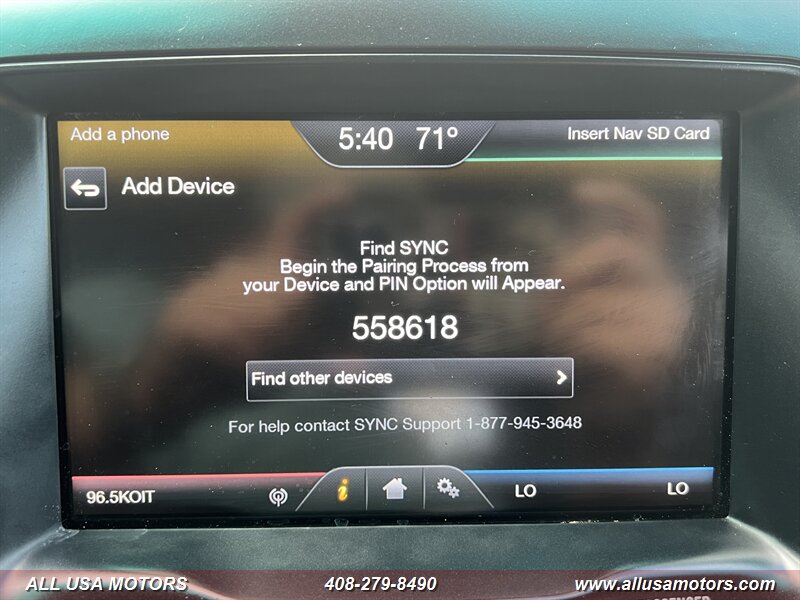 Add a phone
5:40 71°
Insert Nav SD Card
Add Device
Find SYNC
Begin the Pairing Process from
your Device and PIN Option will Appear.
558618
Find other devices
For help contact SYNC Support 1-877-945-3648
96.5KOIT
i
LO
LO
ALL USA MOTORS
408-279-8490
www.allusamotors.com